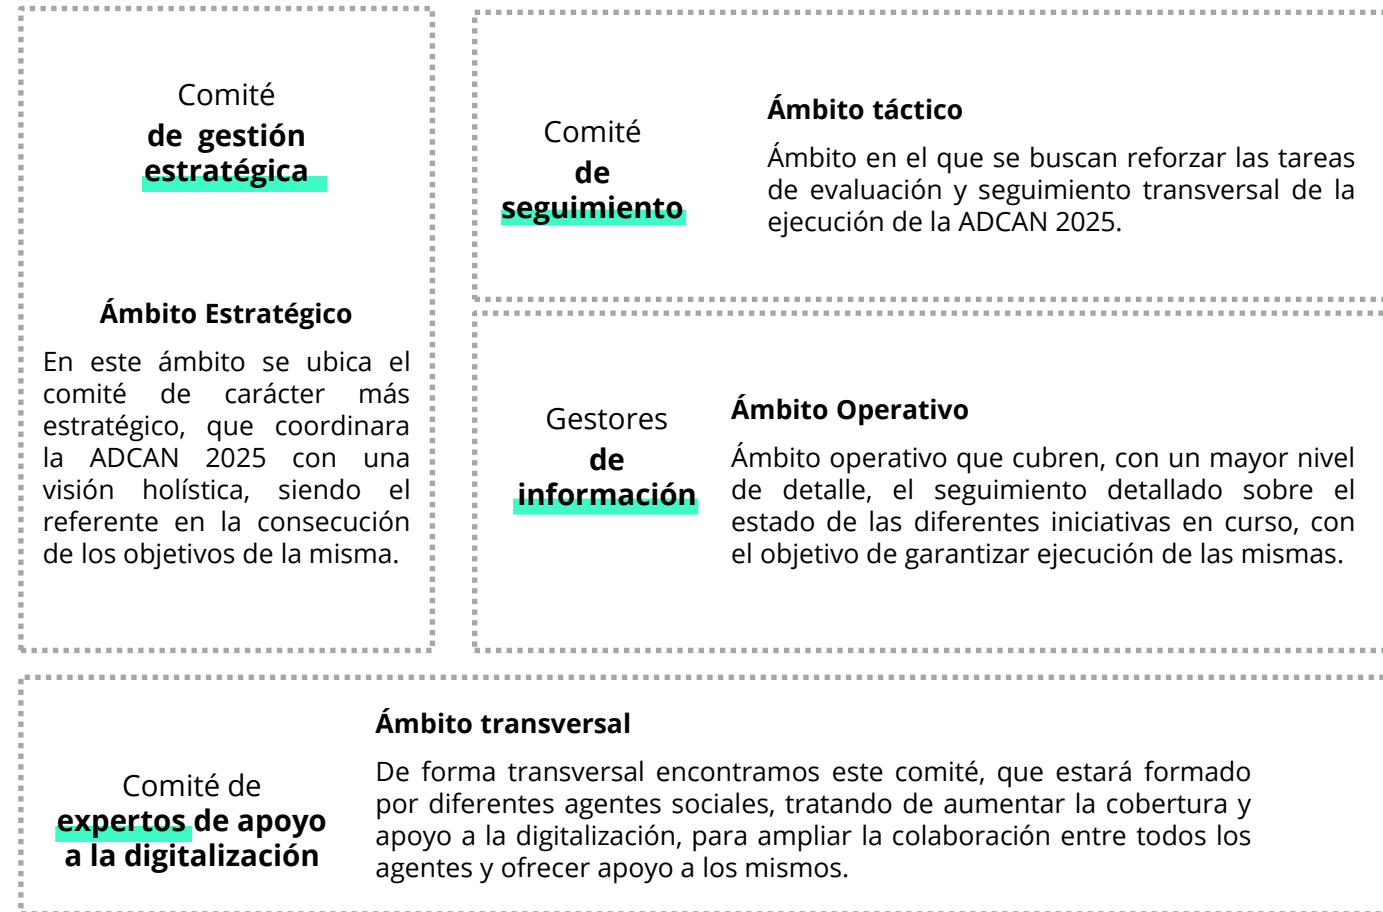 Comité
de gestión
estratégica
Ámbito Estratégico
En este ámbito se ubica el
comité de carácter más
estratégico, que coordinara
la ADCAN 2025 con una
visión holística, siendo el
referente en la consecución
de los objetivos de la misma.
Comité
de
seguimiento
Ámbito táctico
Ámbito en el que se buscan reforzar las tareas
de evaluación y seguimiento transversal de la
ejecución de la ADCAN 2025.
Gestores
de
información
Ámbito Operativo
Ámbito operativo que cubren, con un mayor nivel
de detalle, el seguimiento detallado sobre el
estado de las diferentes iniciativas en curso, con
el objetivo de garantizar ejecución de las mismas.
Comité de
expertos de apoyo
a la digitalización
Ámbito transversal
De forma transversal encontramos este comité, que estará formado
por diferentes agentes sociales, tratando de aumentar la cobertura y
apoyo a la digitalización, para ampliar la colaboración entre todos los
agentes y ofrecer apoyo a los mismos.